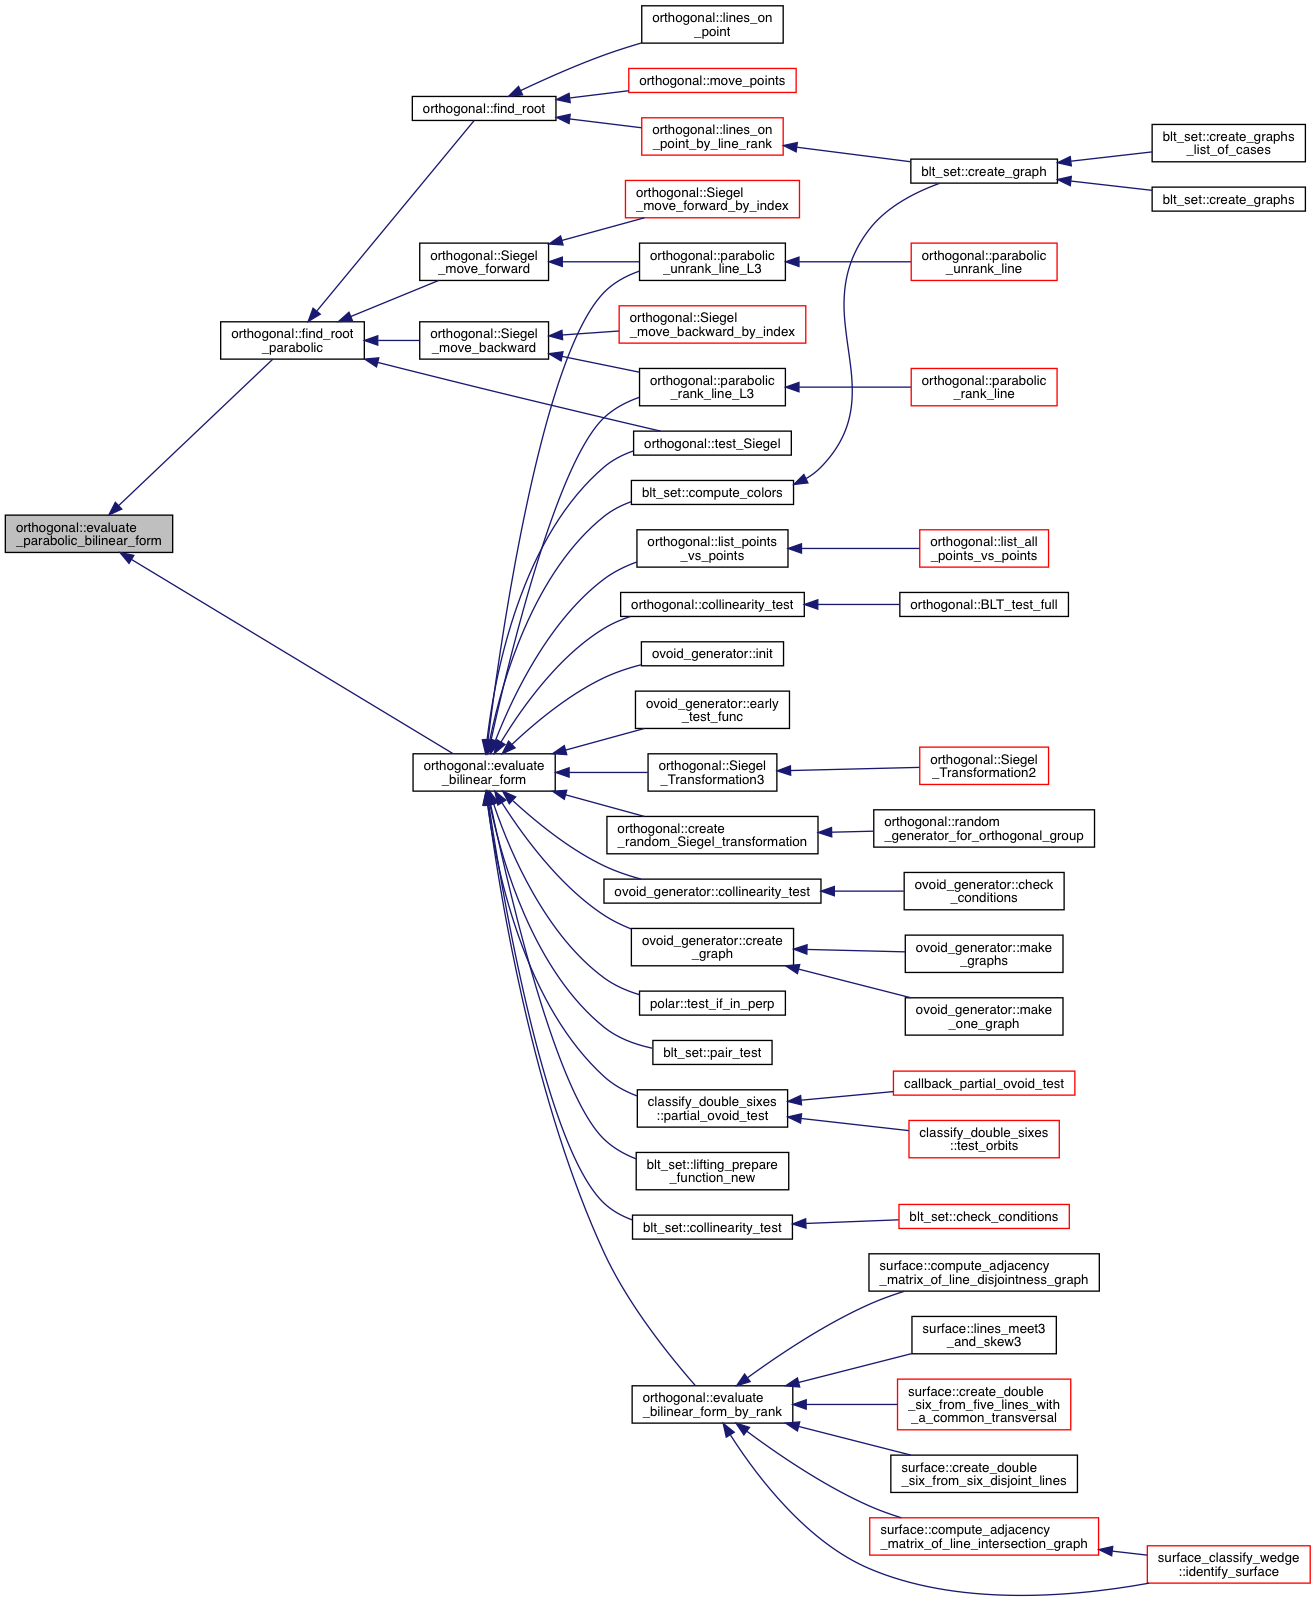 orthogonal::lines_on
_point
orthogonal::move_points
orthogonal::find_root
orthogonal::lines_on
_point_by_line_rank
blt_set::create_graphs
_list_of_cases
blt_set::create_graph
blt_set::create_graphs
orthogonal::Siegel
_move_forward_by_index
orthogonal::Siegel
_move_forward
orthogonal::parabolic
_unrank_line_L3
orthogonal::parabolic
_unrank_line
orthogonal::find_root
_parabolic
orthogonal::Siegel
_move_backward
orthogonal::Siegel
_move_backward_by_index
orthogonal::parabolic
_rank_line_L3
orthogonal::parabolic
_rank_line
orthogonal::test_Siegel
blt_set::compute_colors
orthogonal::evaluate
_parabolic_bilinear_form
orthogonal::list_points
_vs_points
orthogonal::list_all
_points_vs_points
orthogonal::collinearity_test
orthogonal::BLT_test_full
ovoid_generator::init
ovoid_generator::early
_test_func
orthogonal::evaluate
_bilinear_form
orthogonal::Siegel
_Transformation3
orthogonal::Siegel
_Transformation2
orthogonal::create
_random_Siegel_transformation
orthogonal::random
_generator_for_orthogonal_group
ovoid_generator::collinearity_test
ovoid_generator::check
_conditions
ovoid_generator::create
_graph
ovoid_generator::make
_graphs
ovoid_generator::make
_one_graph
polar::test_if_in_perp
blt_set::pair_test
classify_double_sixes
::partial_ovoid_test
callback_partial_ovoid_test
classify_double_sixes
::test_orbits
blt_set::lifting_prepare
_function_new
blt_set::collinearity_test
blt_set::check_conditions
surface::compute_adjacency
_matrix_of_line_disjointness_graph
surface::lines_meet3
_and_skew3
orthogonal::evaluate
_bilinear_form_by_rank
surface::create_double
_six_from_five_lines_with
_a_common_transversal
surface::create_double
_six_from_six_disjoint_lines
surface::compute_adjacency
_matrix_of_line_intersection_graph
surface_classify_wedge
::identify_surface